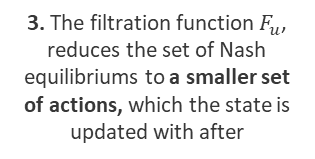 3. The filtration function F_u,
reduces the set of Nash
equilibriums to a smaller set
of actions, which the state is
updated with after